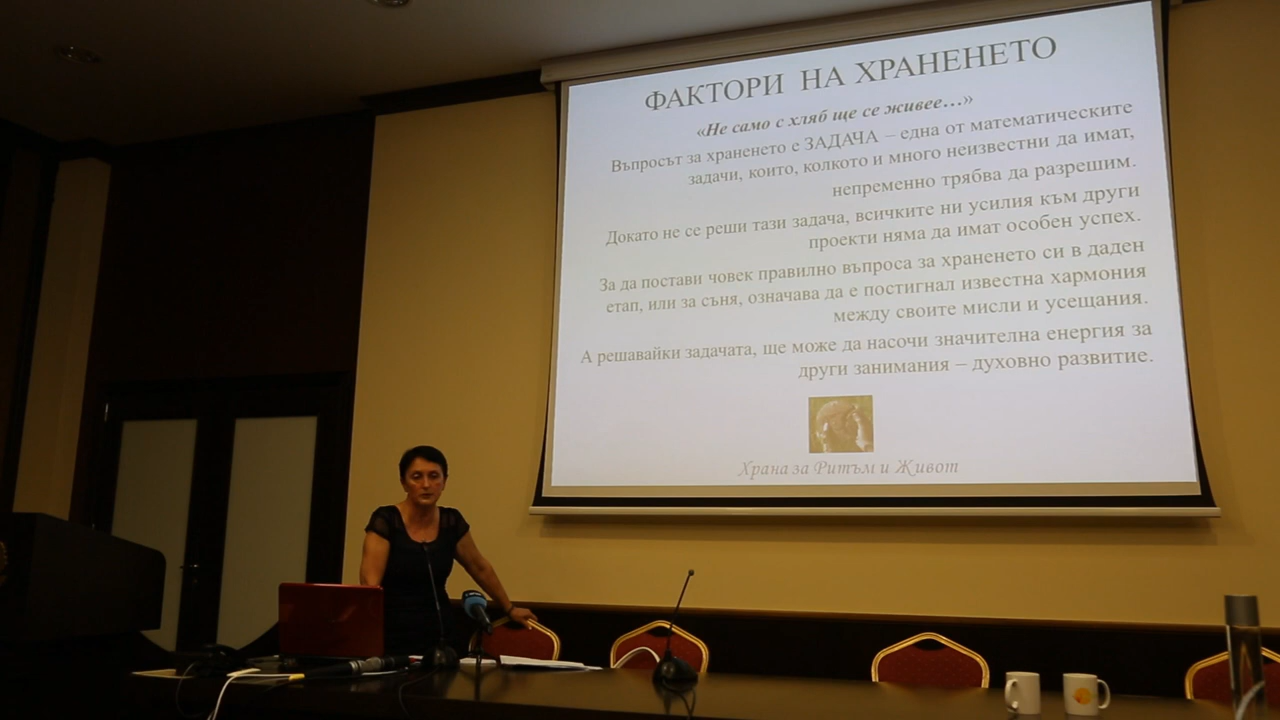 ФАКТОРИ НА ХРАНЕНЕТО
«Не само с хляб ще се живее…»
Въпросът за храненето е ЗАДАЧА – една от математическите
задачи, които, колкото и много неизвестни да имат,
непременно трябва да разрешим.
Докато не се реши тази задача, всичките ни усилия към други
проекти няма да имат особен успех.
За да постави човек правилно въпроса за храненето си в даден
етап, или за съня, означава да е постигнал известна хармония
между своите мисли и усещания.
А решавайки задачата, ще може да насочи значителна енергия за
други занимания – духовно развитие.
Храна за Ритъм и Живот